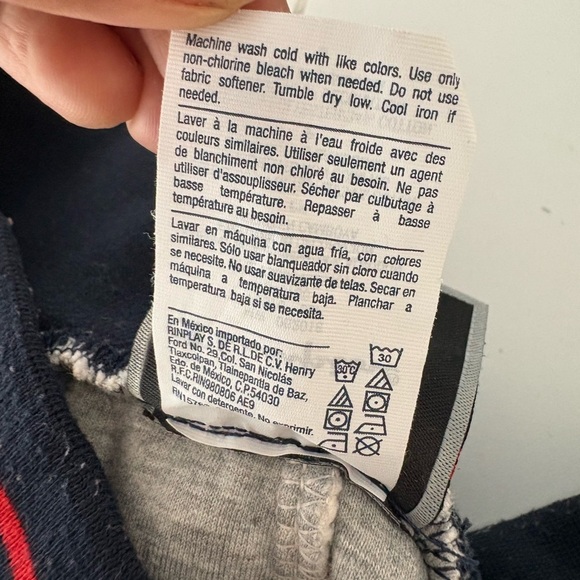 Machine wash cold with like colors. Use only
non-chlorine bleach when needed. Do not use
fabric softener. Tumble dry low. Cool iron if
needed.
Laver à la machine à l'eau froide avec des
couleurs similaires. Utiliser seulement un agent
de blanchiment non chloré au besoin. Ne pas
utiliser d'assouplisseur. Sécher par culbutage à
basse température. Repasser à basse
température au besoin.
Lavar en máquina con agua fría, con colores
similares. Sólo usar blanqueador sin cloro cuando
se necesite. No usar suavizante de telas. Secar en
máquina a temperatura baja. Planchar a
temperatura baja si se necesita.
En México importado por:
RINPLAY S. DE R.L.DE C.V. Henry
Ford No. 29,Col. San Nicolás
Tlaxcolpan, Tlalnepantla de Baz,
Edo. de México, C.P.54030
R.F.C.RIN980806 AE9
Lavar con detergente. No exprimir.
30°C
30